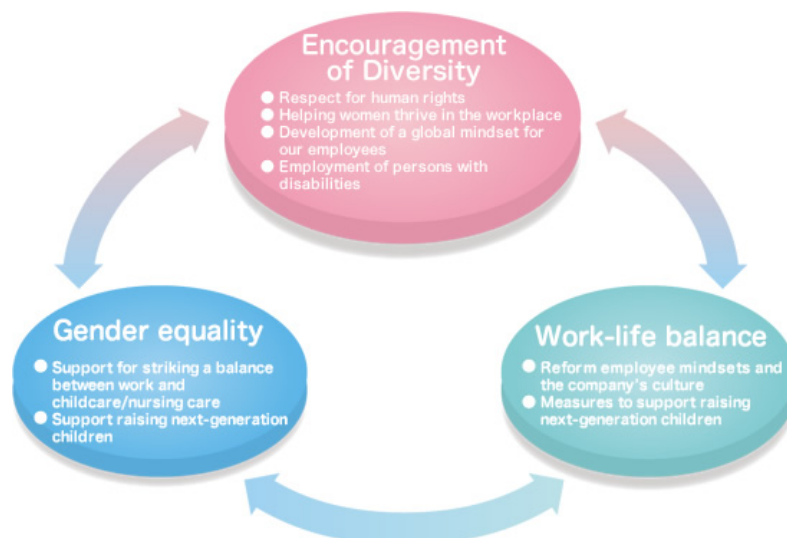 Encouragement
of Diversity
● Respect for human rights
● Helping women thrive in the workplace
● Development of a global mindset for
our employees
● Employment of persons with
disabilities
Gender equality
● Support for striking a balance
between work and
childcare/nursing care
● Support raising next-generation
children
Work-life balance
● Reform employee mindsets and
the company's culture
● Measures to support raising
next-generation children